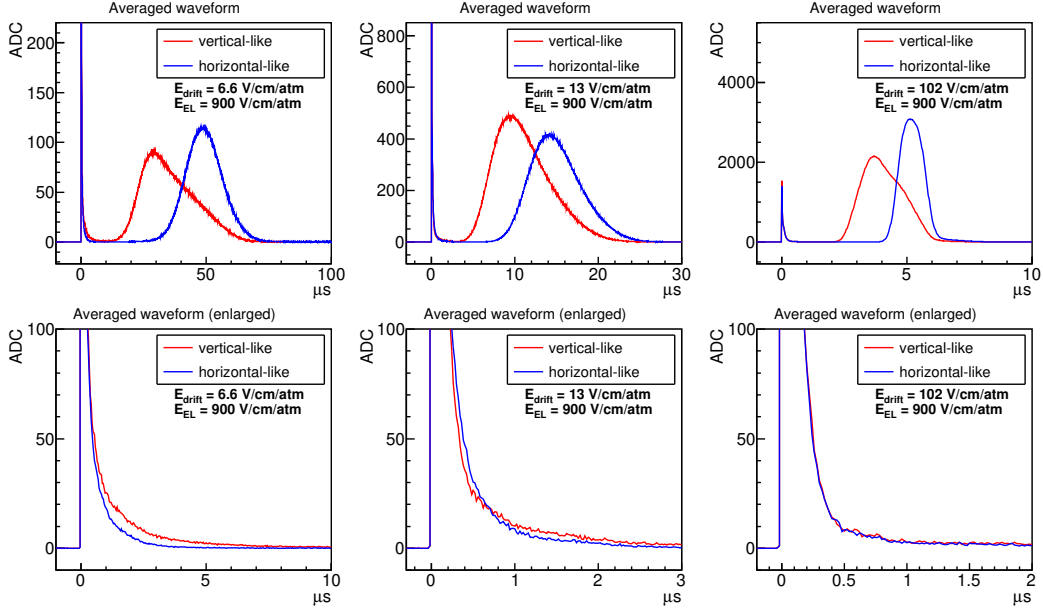 Averaged waveform
ADC
200
150
100
50
0
vertical-like
horizontal-like
E_drift = 6.6 V/cm/atm
E_EL = 900 V/cm/atm
0
50
100
μs
Averaged waveform
ADC
800
600
400
200
0
vertical-like
horizontal-like
E_drift = 13 V/cm/atm
E_EL = 900 V/cm/atm
0
10
20
30
μs
Averaged waveform
ADC
4000
2000
0
vertical-like
horizontal-like
E_drift = 102 V/cm/atm
E_EL = 900 V/cm/atm
0
5
10
μs
Averaged waveform (enlarged)
ADC
100
50
0
vertical-like
horizontal-like
E_drift = 6.6 V/cm/atm
E_EL = 900 V/cm/atm
0
5
10
μs
Averaged waveform (enlarged)
ADC
100
50
0
vertical-like
horizontal-like
E_drift = 13 V/cm/atm
E_EL = 900 V/cm/atm
0
1
2
3
μs
Averaged waveform (enlarged)
ADC
100
50
0
vertical-like
horizontal-like
E_drift = 102 V/cm/atm
E_EL = 900 V/cm/atm
0
0.5
1
1.5
2
μs